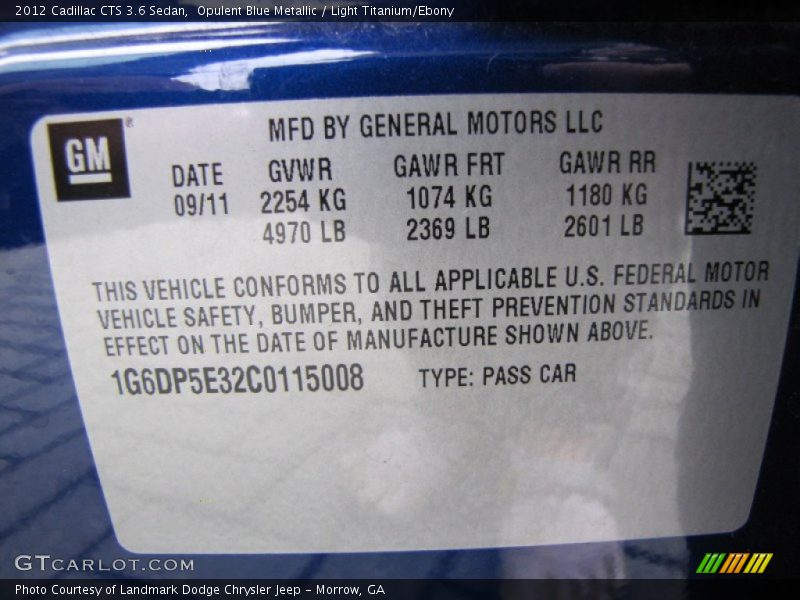 2012 Cadillac CTS 3.6 Sedan,  Opulent Blue Metallic / Light Titanium/Ebony
GM®
MFD BY GENERAL MOTORS LLC
DATE GVWR GAWR FRT GAWR RR
09/11 2254 KG 1074 KG 1180 KG
4970 LB 2369 LB 2601 LB
THIS VEHICLE CONFORMS TO ALL APPLICABLE U.S. FEDERAL MOTOR
VEHICLE SAFETY, BUMPER, AND THEFT PREVENTION STANDARDS IN
EFFECT ON THE DATE OF MANUFACTURE SHOWN ABOVE.
1G6DP5E32C0115008 TYPE: PASS CAR
GTCARLOT.COM
Photo Courtesy of Landmark Dodge Chrysler Jeep - Morrow, GA